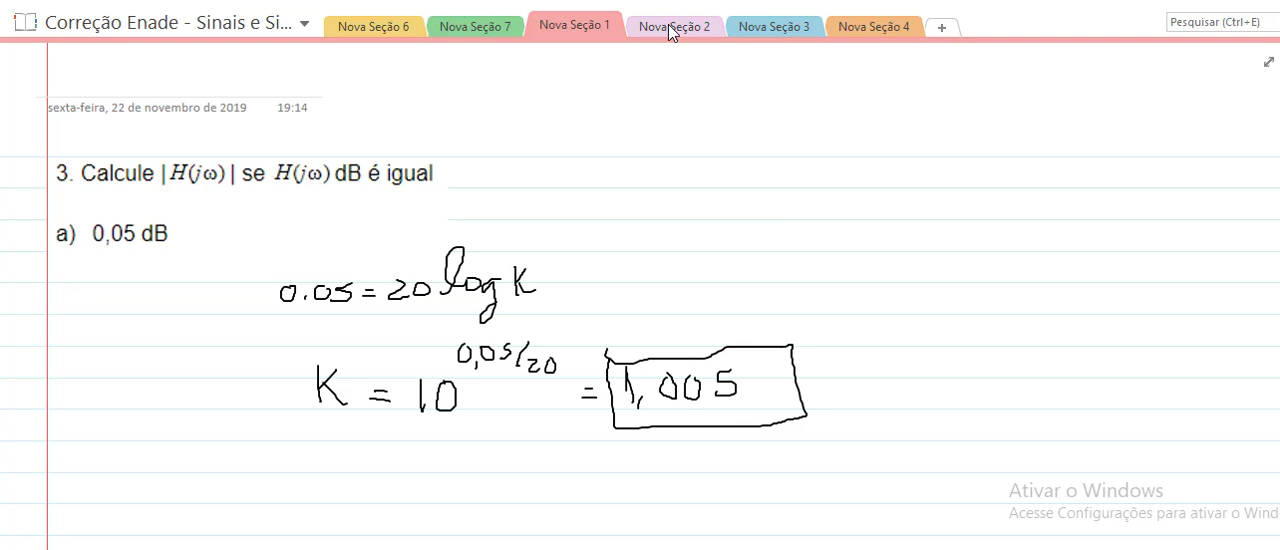 Correção Enade - Sinais e Si...
Nova Seção 6
Nova Seção 7
Nova Seção 1
Nova Seção 2
Nova Seção 3
Nova Seção 4
+
Pesquisar (Ctrl+E)
sexta-feira, 22 de novembro de 2019 19:14
3. Calcule |H(jω)| se H(jω) dB é igual
a) 0,05 dB
0.05 = 20 log K
K = 10^0,05/20 = 1,005
Ativar o Windows
Acesse Configurações para ativar o Wind